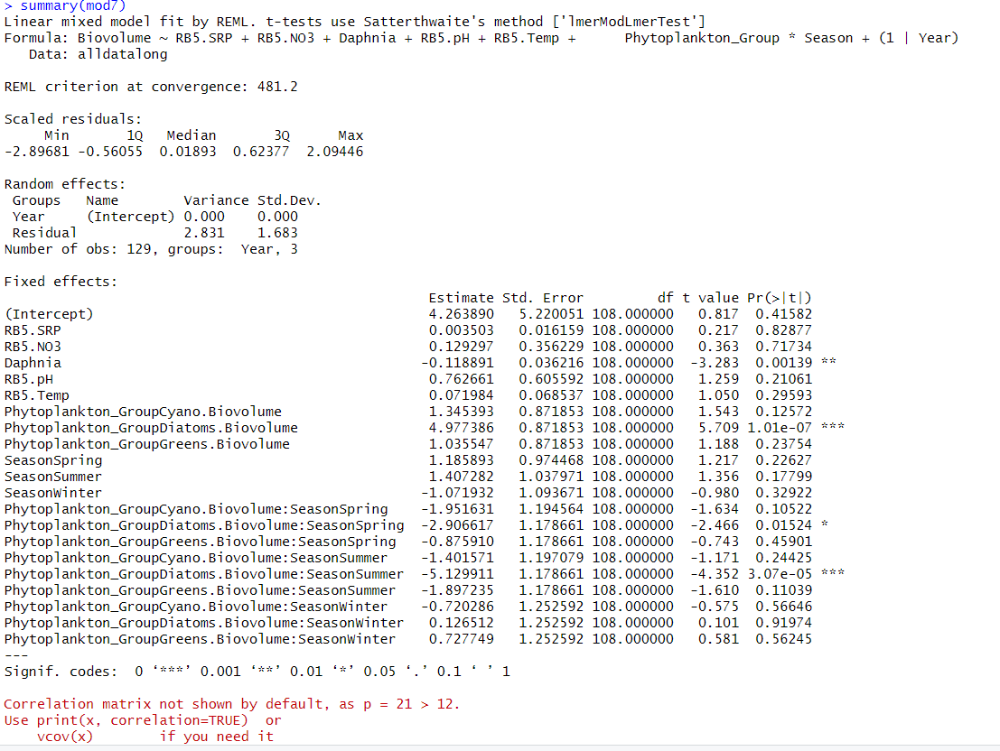 > summary(mod7)
Linear mixed model fit by REML. t-tests use Satterthwaite's method ['lmerModLmerTest']
Formula: Biovolume ~ RB5.SRP + RB5.NO3 + Daphnia + RB5.pH + RB5.Temp +      Phytoplankton_Group * Season + (1 | Year)
   Data: alldatalong

REML criterion at convergence: 481.2

Scaled residuals:
     Min       1Q   Median       3Q      Max
-2.89681 -0.56055  0.01893  0.62377  2.09446

Random effects:
 Groups   Name        Variance Std.Dev.
 Year     (Intercept) 0.000    0.000
 Residual             2.831    1.683
Number of obs: 129, groups:  Year, 3

Fixed effects:
                                                    Estimate Std. Error         df t value Pr(>|t|)
(Intercept)                                         4.263890   5.220051 108.000000   0.817  0.41582
RB5.SRP                                             0.003503   0.016159 108.000000   0.217  0.82877
RB5.NO3                                             0.129297   0.356229 108.000000   0.363  0.71734
Daphnia                                            -0.118891   0.036216 108.000000  -3.283  0.00139 **
RB5.pH                                              0.762661   0.605592 108.000000   1.259  0.21061
RB5.Temp                                            0.071984   0.068537 108.000000   1.050  0.29593
Phytoplankton_GroupCyano.Biovolume                  1.345393   0.871853 108.000000   1.543  0.12572
Phytoplankton_GroupDiatoms.Biovolume                4.977386   0.871853 108.000000   5.709 1.01e-07 ***
Phytoplankton_GroupGreens.Biovolume                 1.035547   0.871853 108.000000   1.188  0.23754
SeasonSpring                                        1.185893   0.974468 108.000000   1.217  0.22627
SeasonSummer                                        1.407282   1.037971 108.000000   1.356  0.17799
SeasonWinter                                       -1.071932   1.093671 108.000000  -0.980  0.32922
Phytoplankton_GroupCyano.Biovolume:SeasonSpring    -1.951631   1.194564 108.000000  -1.634  0.10522
Phytoplankton_GroupDiatoms.Biovolume:SeasonSpring  -2.906617   1.178661 108.000000  -2.466  0.01524 *
Phytoplankton_GroupGreens.Biovolume:SeasonSpring   -0.875910   1.178661 108.000000  -0.743  0.45901
Phytoplankton_GroupCyano.Biovolume:SeasonSummer    -1.401571   1.197079 108.000000  -1.171  0.24425
Phytoplankton_GroupDiatoms.Biovolume:SeasonSummer  -5.129911   1.178661 108.000000  -4.352 3.07e-05 ***
Phytoplankton_GroupGreens.Biovolume:SeasonSummer   -1.897235   1.178661 108.000000  -1.610  0.11039
Phytoplankton_GroupCyano.Biovolume:SeasonWinter    -0.720286   1.252592 108.000000  -0.575  0.56646
Phytoplankton_GroupDiatoms.Biovolume:SeasonWinter   0.126512   1.252592 108.000000   0.101  0.91974
Phytoplankton_GroupGreens.Biovolume:SeasonWinter    0.727749   1.252592 108.000000   0.581  0.56245
---
Signif. codes:  0 ‘***’ 0.001 ‘**’ 0.01 ‘*’ 0.05 ‘.’ 0.1 ‘ ’ 1

Correlation matrix not shown by default, as p = 21 > 12.
Use print(x, correlation=TRUE)  or
    vcov(x)        if you need it